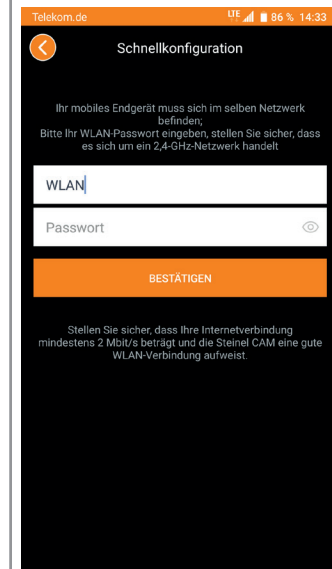 Telekom.de LTE 86 % 14:33
Schnellkonfiguration
Ihr mobiles Endgerät muss sich im selben Netzwerk
befinden;
Bitte Ihr WLAN-Passwort eingeben, stellen Sie sicher, dass
es sich um ein 2,4-GHz-Netzwerk handelt
WLAN
Passwort
BESTÄTIGEN
Stellen Sie sicher, dass Ihre Internetverbindung
mindestens 2 Mbit/s beträgt und die Steinel CAM eine gute
WLAN-Verbindung aufweist.